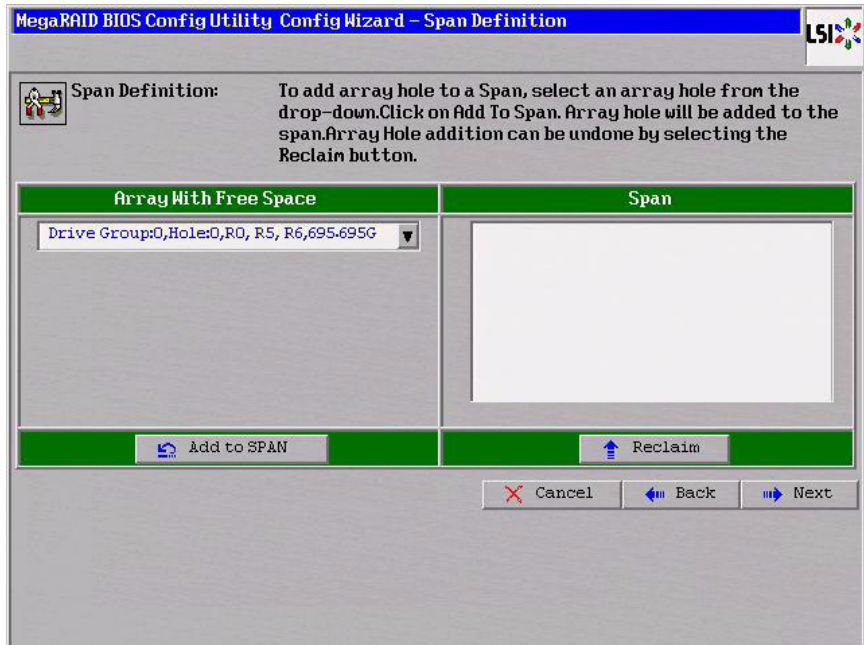 MegaRAID BIOS Config Utility Config Wizard – Span Definition
LSI
Span Definition:
To add array hole to a Span, select an array hole from the
drop-down.Click on Add To Span. Array hole will be added to the
span.Array Hole addition can be undone by selecting the
Reclaim button.
Array With Free Space
Span
Drive Group:0,Hole:0,R0, R5, R6,695.695G
Add to SPAN
Reclaim
Cancel
Back
Next